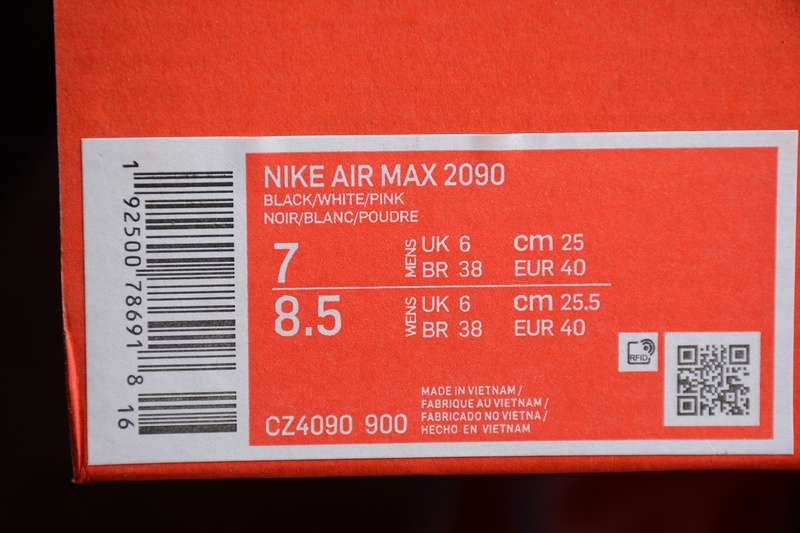 NIKE AIR MAX 2090
BLACK/WHITE/PINK
NOIR/BLANC/POUDRE
7 MENS UK 6 cm 25
BR 38 EUR 40
8.5 WENS UK 6 cm 25.5
BR 38 EUR 40
RFID
MADE IN VIETNAM /
FABRIQUE AU VIETNAM /
FABRICADO NO VIETNA /
HECHO EN VIETNAM
CZ4090 900
1 92500 78691 8 16